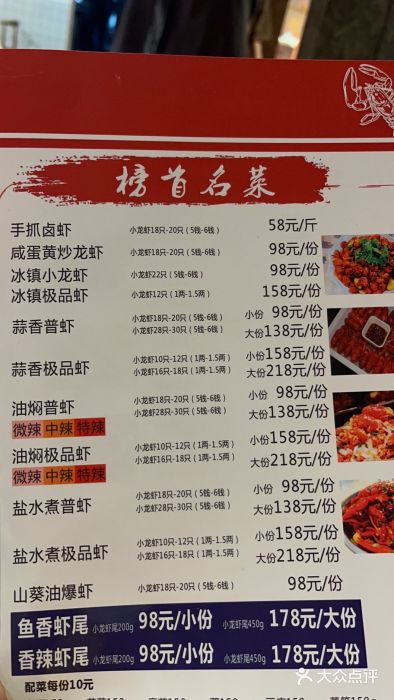 榜首名菜
手抓卤虾 小龙虾18只-20只(5钱-6钱) 58元/斤
咸蛋黄炒龙虾 小龙虾18只-20只(5钱-6钱) 98元/份
冰镇小龙虾 小龙虾22只(5钱-6钱) 98元/份
冰镇极品虾 小龙虾12只(1两-1.5两) 158元/份
蒜香普虾 小龙虾18只-20只(5钱-6钱) 小份 98元/份
小龙虾28只-30只(5钱-6钱) 大份138元/份
蒜香极品虾 小龙虾10只-12只(1两-1.5两) 小份158元/份
小龙虾16只-18只(1两-1.5两) 大份218元/份
油焖普虾 小龙虾18只-20只(5钱-6钱) 小份 98元/份
小龙虾28只-30只(5钱-6钱) 大份138元/份
微辣 中辣 特辣
油焖极品虾 小龙虾10只-12只(1两-1.5两) 小份158元/份
小龙虾16只-18只(1两-1.5两) 大份218元/份
微辣 中辣 特辣
盐水煮普虾 小龙虾18只-20只(5钱-6钱) 小份 98元/份
小龙虾28只-30只(5钱-6钱) 大份138元/份
盐水煮极品虾 小龙虾10只-12只(1两-1.5两) 小份158元/份
小龙虾16只-18只(1两-1.5两) 大份218元/份
山葵油爆虾 小龙虾18只-20只(5钱-6钱) 98元/份
鱼香虾尾 小龙虾尾200g 98元/小份 小龙虾尾450g 178元/大份
香辣虾尾 小龙虾尾200g 98元/小份 小龙虾尾450g 178元/大份
配菜每份10元
大众点评